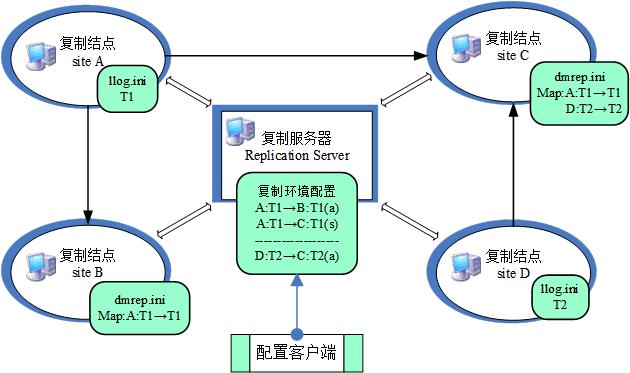 复制结点
site A
llog.ini
T1
复制结点
site C
dmrep.ini
Map:A:T1→T1
D:T2→T2
复制服务器
Replication Server
复制环境配置
A:T1→B:T1(a)
A:T1→C:T1(s)
--------------------
D:T2→C:T2(a)
复制结点
site B
dmrep.ini
Map:A:T1→T1
复制结点
site D
llog.ini
T2
配置客户端